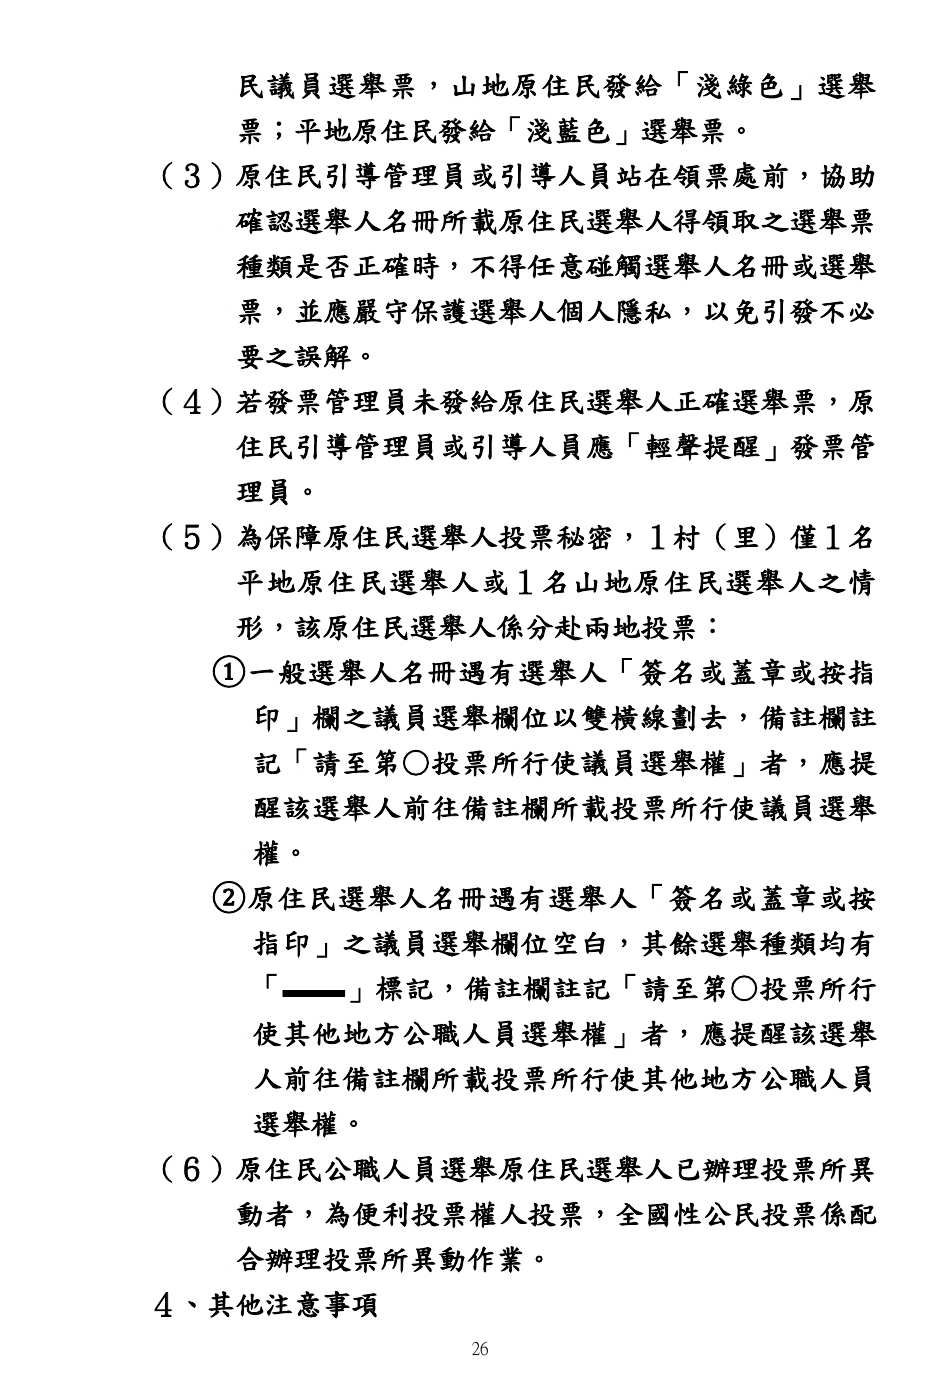 民議員選舉票，山地原住民發給「淺綠色」選舉
票；平地原住民發給「淺藍色」選舉票。
（3）原住民引導管理員或引導人員站在領票處前，協助
確認選舉人名冊所載原住民選舉人得領取之選舉票
種類是否正確時，不得任意碰觸選舉人名冊或選舉
票，並應嚴守保護選舉人個人隱私，以免引發不必
要之誤解。
（4）若發票管理員未發給原住民選舉人正確選舉票，原
住民引導管理員或引導人員應「輕聲提醒」發票管
理員。
（5）為保障原住民選舉人投票秘密，1村（里）僅1名
平地原住民選舉人或1名山地原住民選舉人之情
形，該原住民選舉人係分赴兩地投票：
①一般選舉人名冊遇有選舉人「簽名或蓋章或按指
印」欄之議員選舉欄位以雙橫線劃去，備註欄註
記「請至第○投票所行使議員選舉權」者，應提
醒該選舉人前往備註欄所載投票所行使議員選舉
權。
②原住民選舉人名冊遇有選舉人「簽名或蓋章或按
指印」之議員選舉欄位空白，其餘選舉種類均有
「━━」標記，備註欄註記「請至第○投票所行
使其他地方公職人員選舉權」者，應提醒該選舉
人前往備註欄所載投票所行使其他地方公職人員
選舉權。
（6）原住民公職人員選舉原住民選舉人已辦理投票所異
動者，為便利投票權人投票，全國性公民投票係配
合辦理投票所異動作業。
4、其他注意事項
26